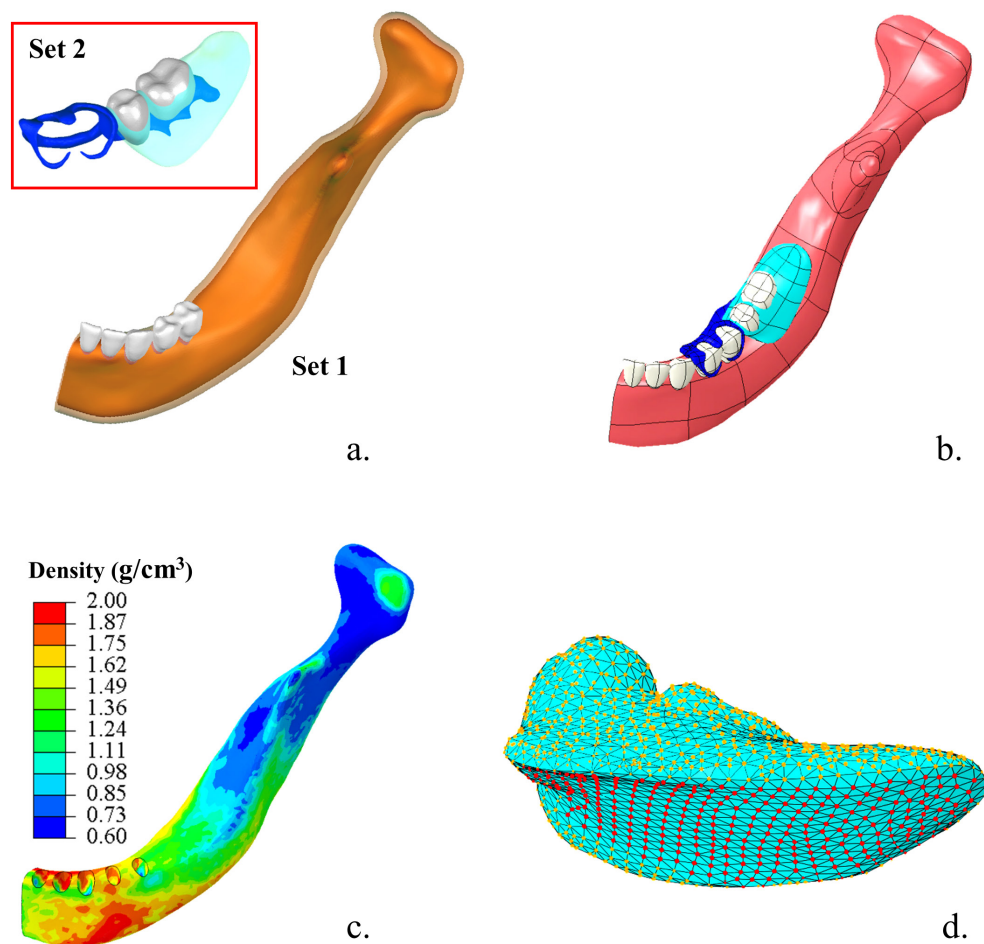 Set 2
Set 1
a.
b.
Density (g/cm³)
2.00
1.87
1.75
1.62
1.49
1.36
1.24
1.11
0.98
0.85
0.73
0.60
c.
d.